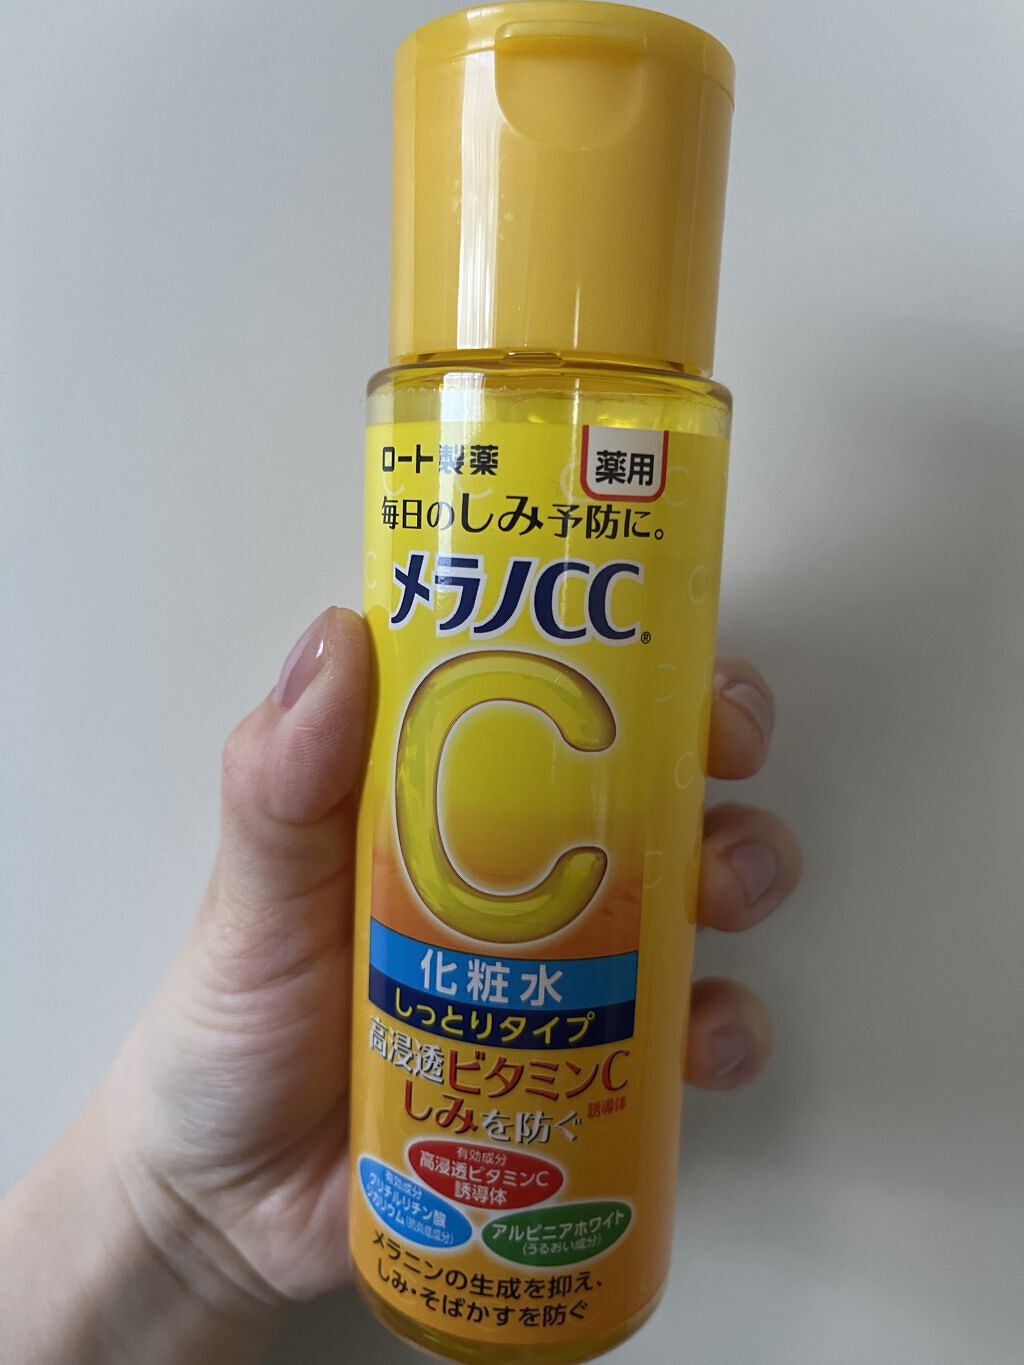 ロート製薬
薬用
毎日のしみ予防に。
メラノCC®
C
化粧水
しっとりタイプ
高浸透ビタミンC
誘導体
しみを防ぐ
有効成分
高浸透ビタミンC
誘導体
有効成分
グリチルリチン酸
ジカリウム(抗炎症成分)
アルピニアホワイト
(うるおい成分)
メラニンの生成を抑え、
しみ・そばかすを防ぐ